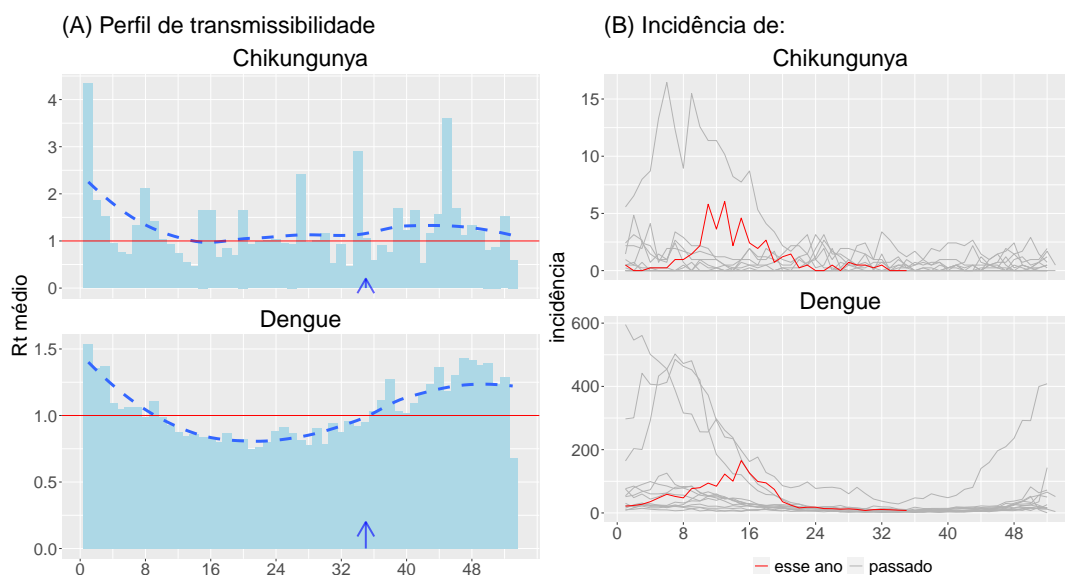 (A) Perfil de transmissibilidade
Chikungunya
4
3
2
1
0
Dengue
1.5
1.0
0.5
0.0
0 8 16 24 32 40 48
Rt médio
(B) Incidência de:
Chikungunya
15
10
5
0
Dengue
600
400
200
0
0 8 16 24 32 40 48
incidência
esse ano passado